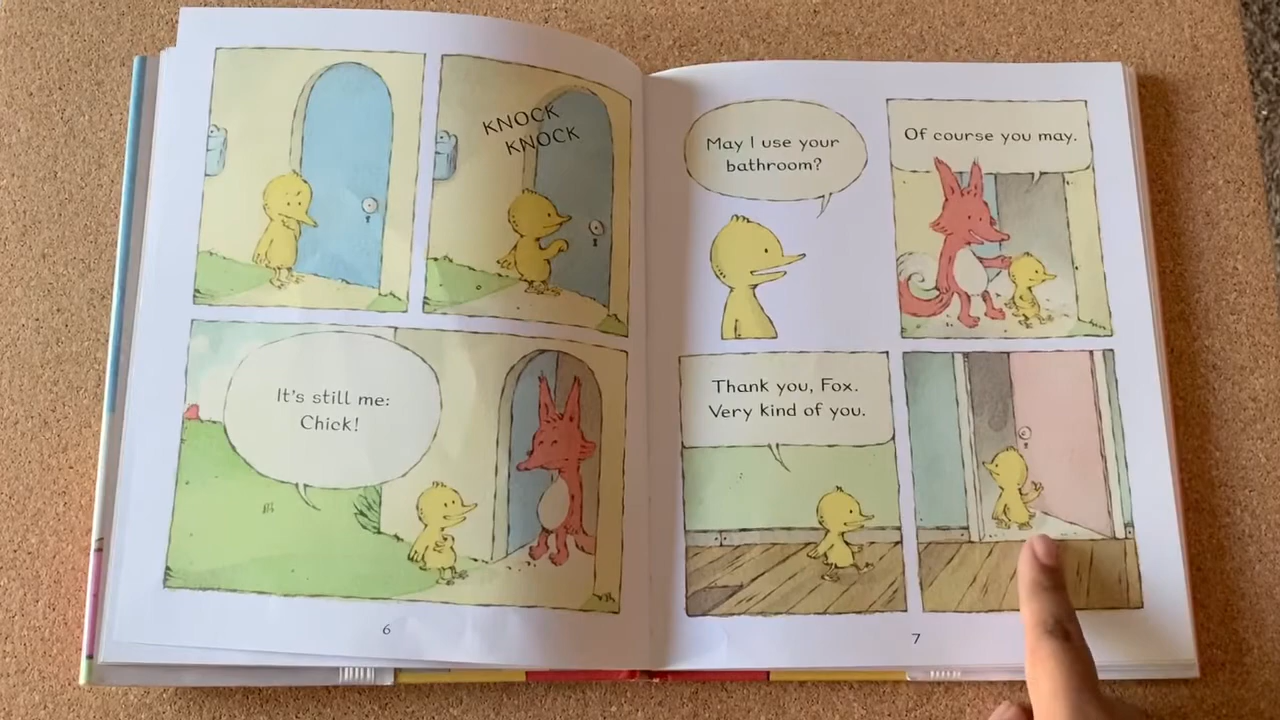 KNOCK
KNOCK
It's still me:
Chick!
6
May I use your
bathroom?
Of course you may.
Thank you, Fox.
Very kind of you.
7